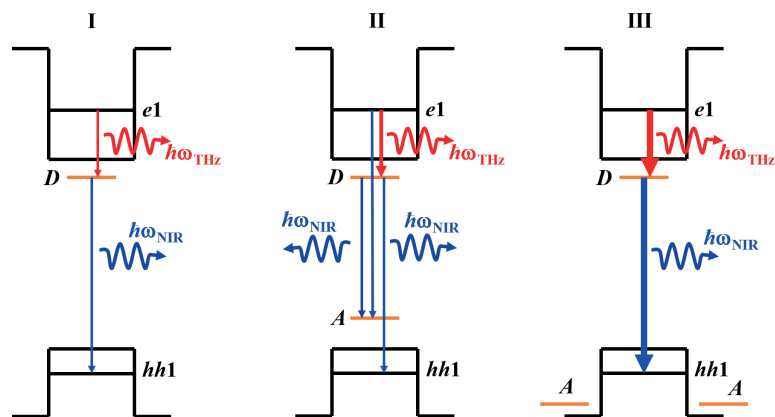 I II III
e1 e1 e1
ħωTHz ħωTHz ħωTHz
D D D
ħωNIR ħωNIR ħωNIR ħωNIR
A
hh1 hh1 hh1
A A